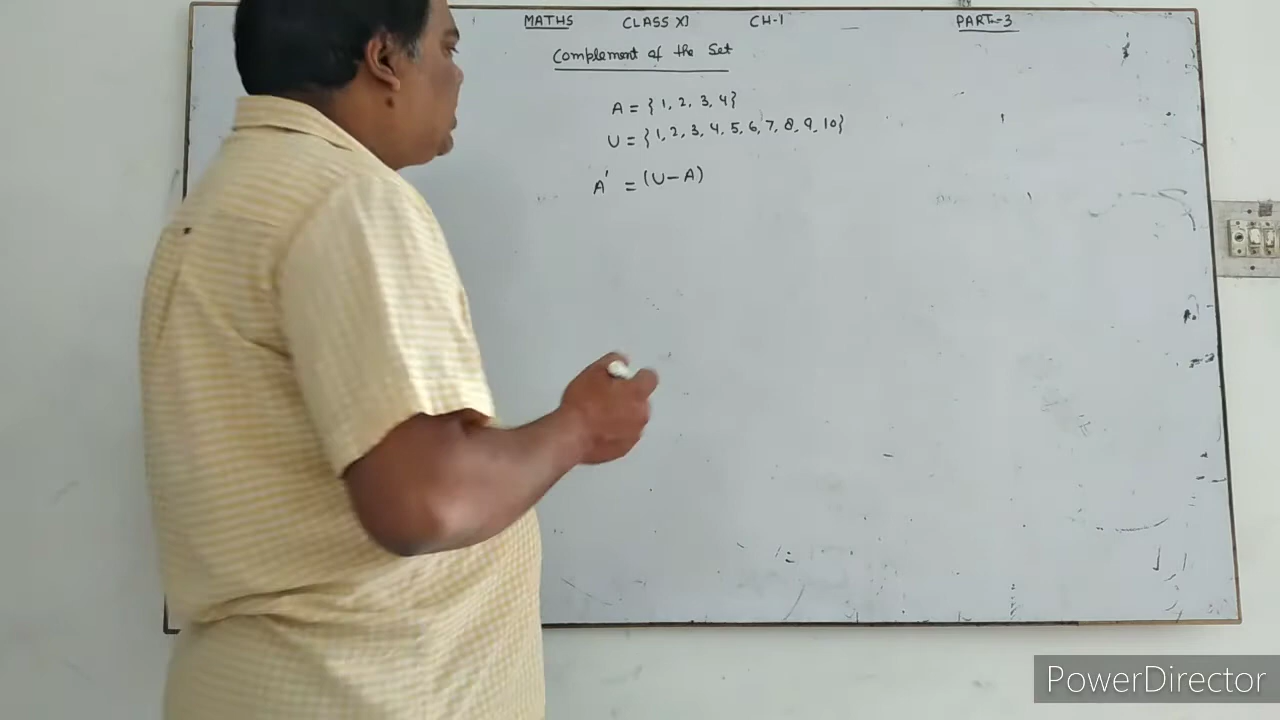 MATHS CLASS XI CH-1 PART-3
Complement of the Set
A = {1, 2, 3, 4}
U = {1, 2, 3, 4, 5, 6, 7, 8, 9, 10}
A' = (U-A)
PowerDirector